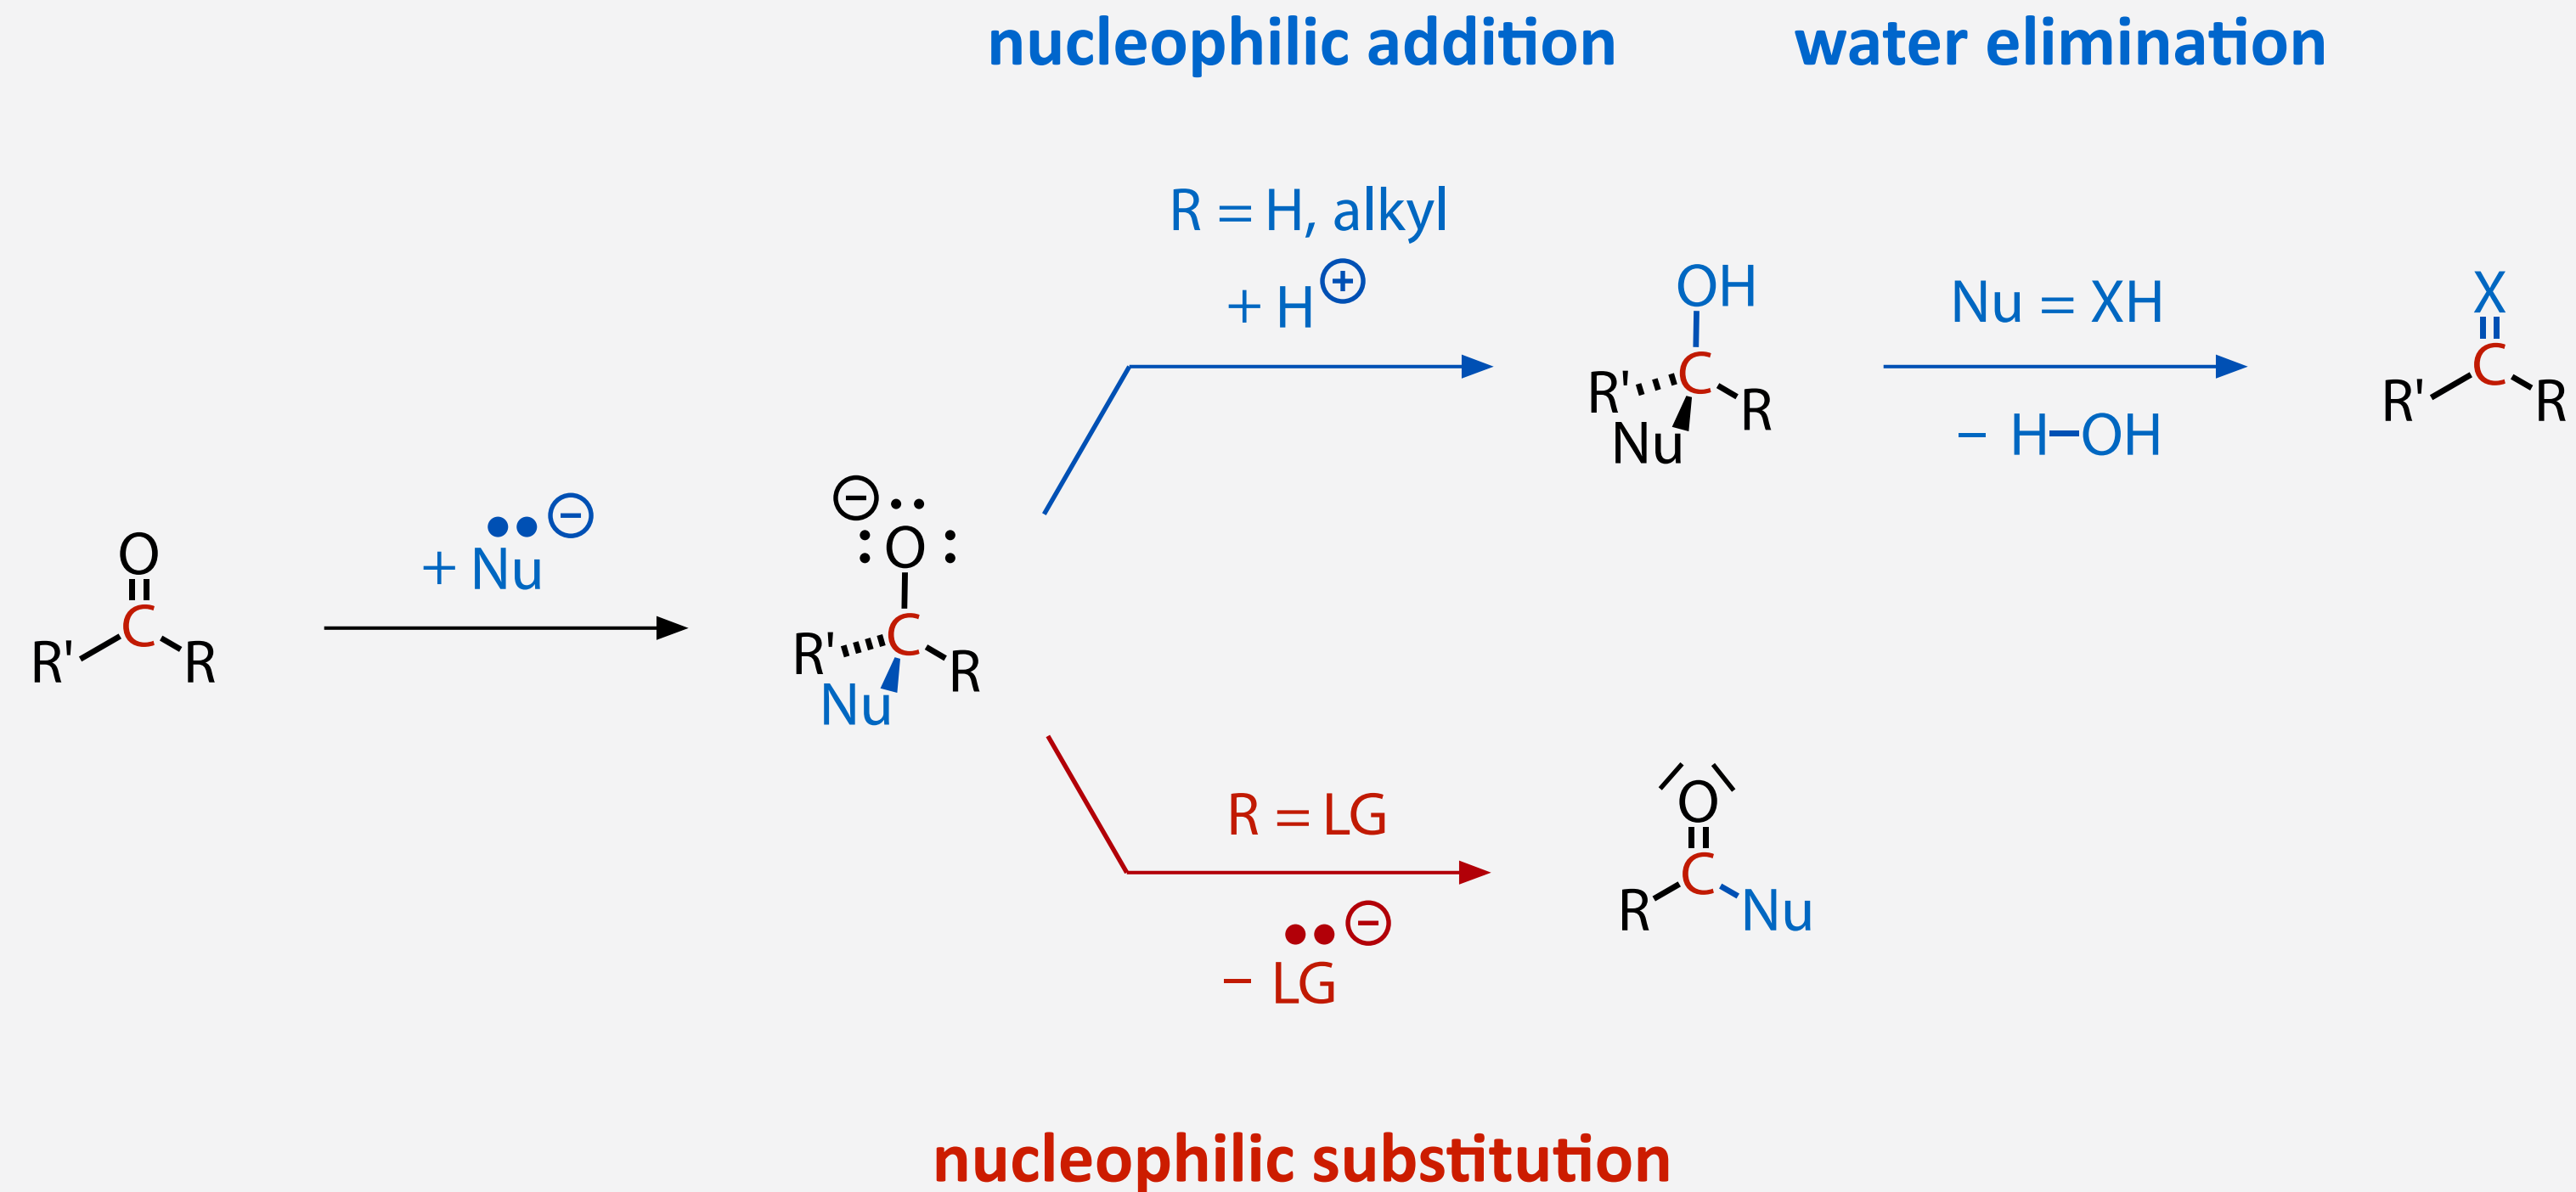 nucleophilic addition
water elimination
R = H, alkyl
+ H⊕
OH
C
R'
R
Nu
Nu = XH
− H–OH
X
C
R'
R
O
C
R'
R
+ Nu ⊖
⊖
O
C
R'
R
Nu
R = LG
− LG ⊖
O
C
R
Nu
nucleophilic substitution